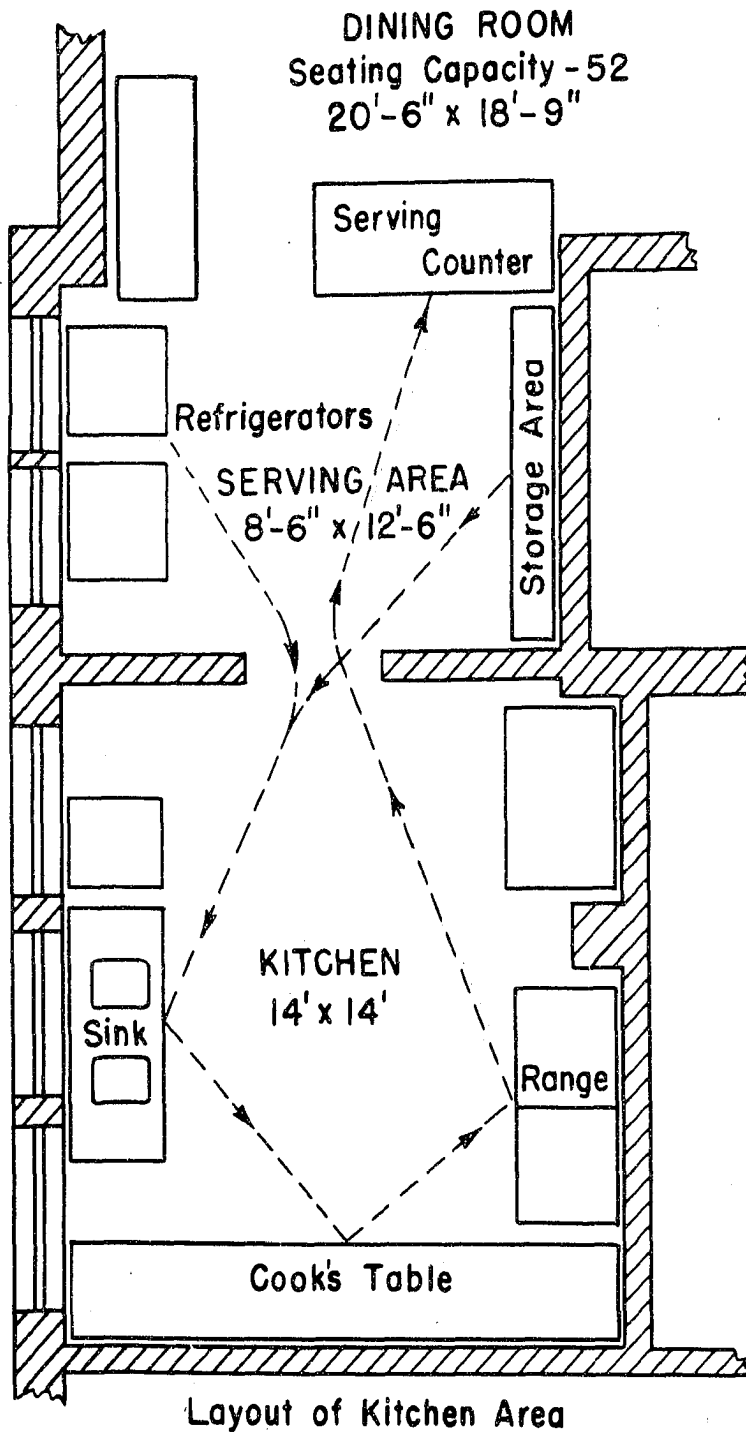 DINING ROOM
Seating Capacity - 52
20'-6" x 18'-9"
Serving
Counter
Refrigerators
Storage Area
SERVING AREA
8'-6" x 12'-6"
KITCHEN
14' x 14'
Sink
Range
Cook's Table
Layout of Kitchen Area